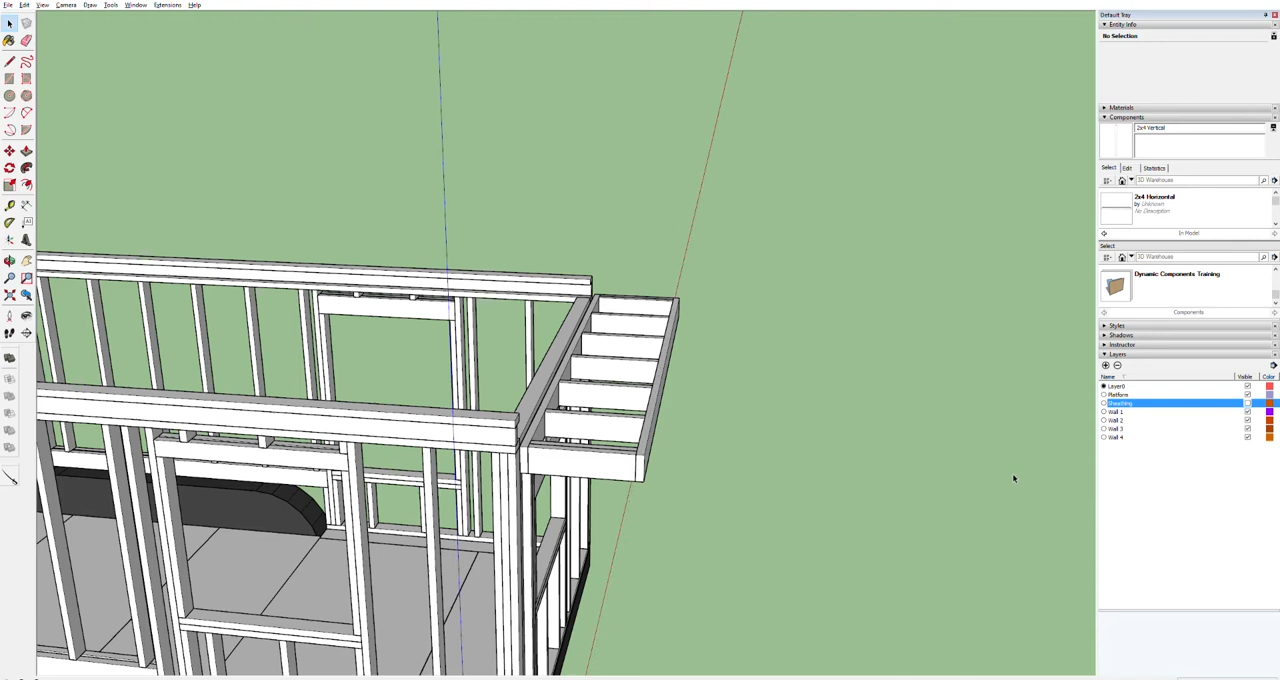 File Edit View Camera Draw Tools Window Extensions Help
Default Tray
Entity Info
No Selection
Materials
Components
2x4 Vertical
Select Edit Statistics
3D Warehouse
2x4 Horizontal
by Unknown
No Description
In Model
Select
3D Warehouse
Dynamic Components Training
Components
Styles
Shadows
Instructor
Layers
Name Visible Color
Layer0
Platform
Sheathing
Wall 1
Wall 2
Wall 3
Wall 4